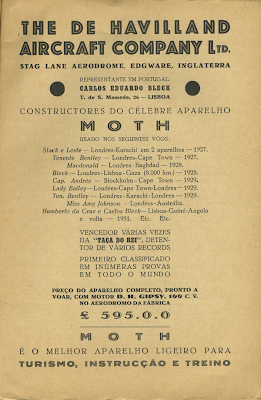 THE DE HAVILLAND
AIRCRAFT COMPANY LTD.
STAG LANE AERODROME, EDGWARE, INGLATERRA
REPRESENTANTE EM PORTUGAL:
CARLOS EDUARDO BLECK
T. de S. Mamede, 26 — LISBOA
CONSTRUCTORES DO CÉLEBRE APARELHO
MOTH
USADO NOS SEGUINTES VOOS:
Stack e Leete — Londres-Karachi em 2 aparelhos — 1927.
Tenente Bentley — Londres-Cape Town — 1927.
Macdonald — Londres-Baghdad — 1928.
Bleck — Londres-Lisboa-Gaza (8.000 km) — 1928.
Cap. Andree — Stockholm-Cape Town — 1929.
Lady Bailey — Londres-Cape Town-Londres — 1929.
Ten. Bentley — Londres-Karachi-Londres — 1929.
Miss Amy Johnson — Londres-Austrália.
Humberto da Cruz e Carlos Bleck — Lisboa-Guiné-Angola
e volta — 1931. Etc. Etc.
VENCEDOR VÁRIAS VEZES
DA "TAÇA DO REI", DETEN-
TOR DE VÁRIOS RECORDS
PRIMEIRO CLASSIFICADO
EM INÚMERAS PROVAS
EM TODO O MUNDO
PREÇO DO APARELHO COMPLETO, PRONTO A
VOAR, COM MOTOR D. H. GIPSY, 100 C. V.
NO AERODROMO DA FÁBRICA
£ 595.0.0
MOTH
É O MELHOR APARELHO LIGEIRO PARA
TURISMO, INSTRUCÇÃO E TREINO